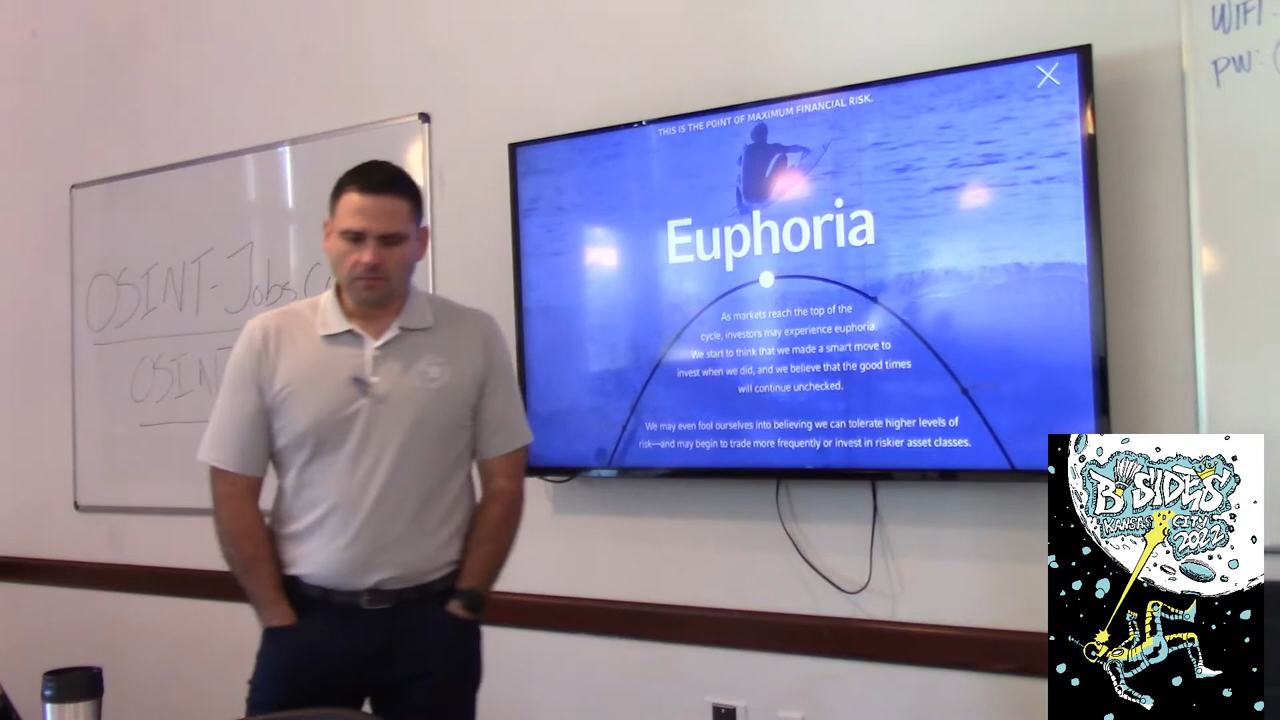 OSINT-Jobs
OSINT
THIS IS THE POINT OF MAXIMUM FINANCIAL RISK.
Euphoria
As markets reach the top of the
cycle, investors may experience euphoria.
We start to think that we made a smart move to
invest when we did, and we believe that the good times
will continue unchecked.
We may even fool ourselves into believing we can tolerate higher levels of
risk—and may begin to trade more frequently or invest in riskier asset classes.
WIFI
PW:
B-SIDES
KANSAS CITY
2022